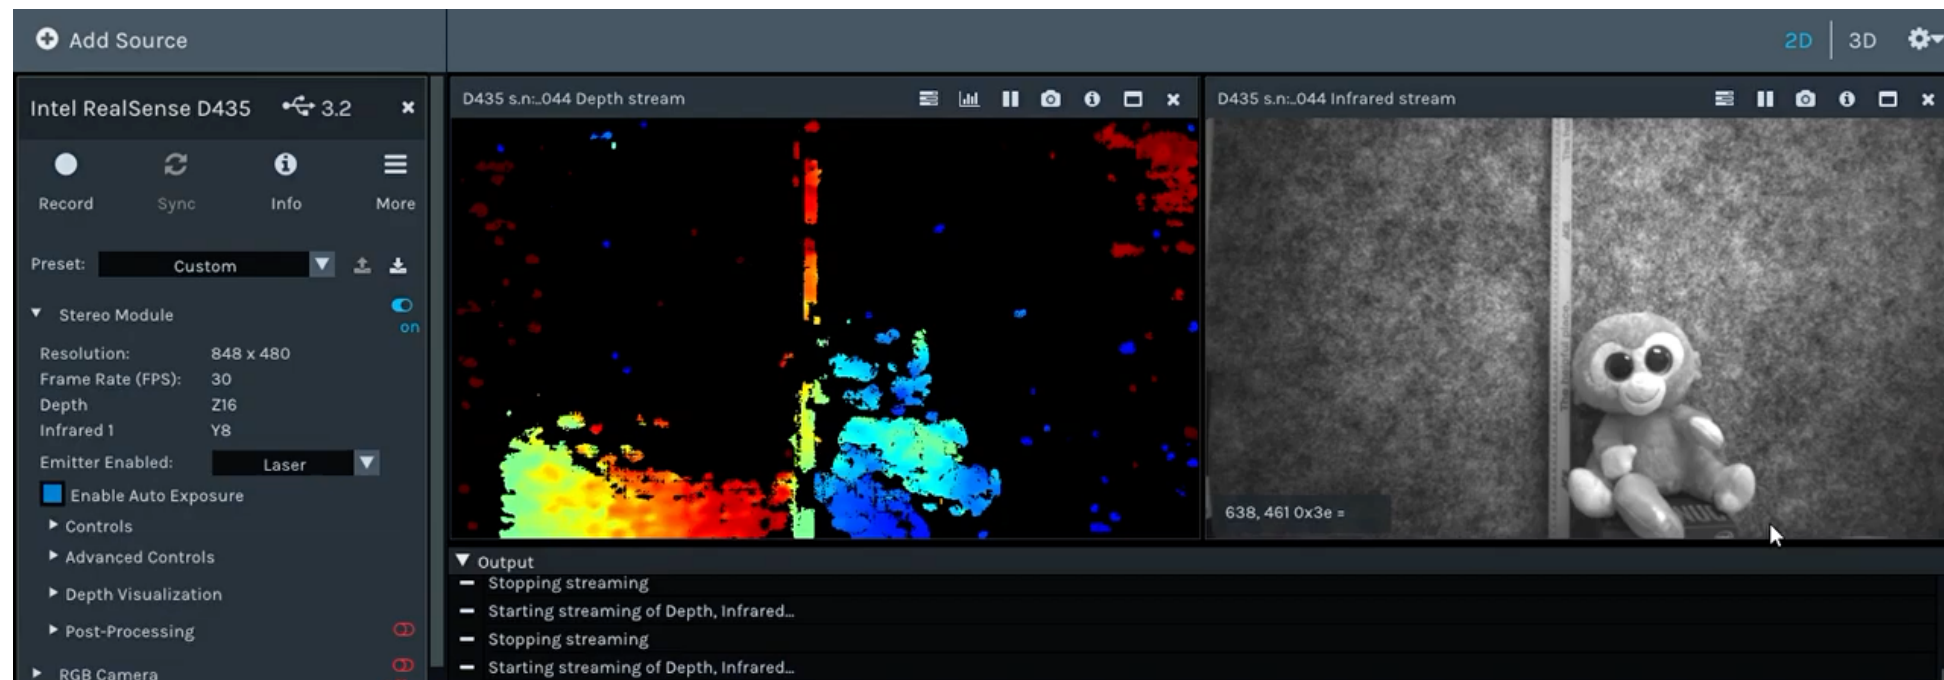 Add Source
2D | 3D
Intel RealSense D435 3.2
Record Sync Info More
Preset: Custom
Stereo Module
on
Resolution: 848 x 480
Frame Rate (FPS): 30
Depth Z16
Infrared 1 Y8
Emitter Enabled: Laser
Enable Auto Exposure
Controls
Advanced Controls
Depth Visualization
Post-Processing
RGB Camera
D435 s.n:..044 Depth stream
D435 s.n:..044 Infrared stream
638, 461 0x3e =
Output
Stopping streaming
Starting streaming of Depth, Infrared...
Stopping streaming
Starting streaming of Depth, Infrared...